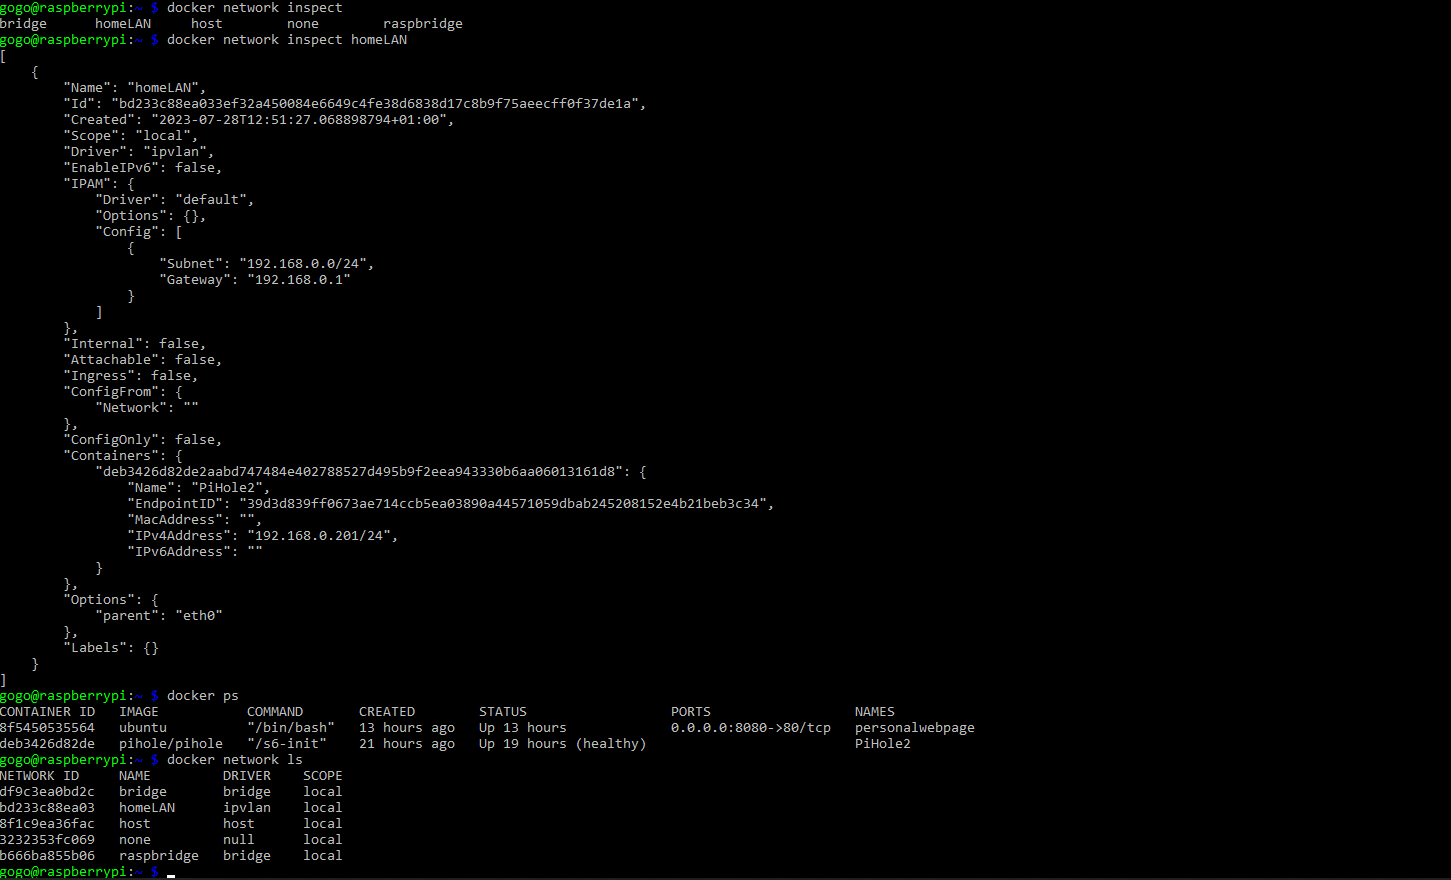 gogo@raspberrypi:~ $ docker network inspect
bridge      homeLAN     host        none        raspbridge
gogo@raspberrypi:~ $ docker network inspect homeLAN
[
    {
        "Name": "homeLAN",
        "Id": "bd233c88ea033ef32a450084e6649c4fe38d6838d17c8b9f75aeecff0f37de1a",
        "Created": "2023-07-28T12:51:27.068898794+01:00",
        "Scope": "local",
        "Driver": "ipvlan",
        "EnableIPv6": false,
        "IPAM": {
            "Driver": "default",
            "Options": {},
            "Config": [
                {
                    "Subnet": "192.168.0.0/24",
                    "Gateway": "192.168.0.1"
                }
            ]
        },
        "Internal": false,
        "Attachable": false,
        "Ingress": false,
        "ConfigFrom": {
            "Network": ""
        },
        "ConfigOnly": false,
        "Containers": {
            "deb3426d82de2aabd747484e402788527d495b9f2eea943330b6aa06013161d8": {
                "Name": "PiHole2",
                "EndpointID": "39d3d839ff0673ae714ccb5ea03890a44571059dbab245208152e4b21beb3c34",
                "MacAddress": "",
                "IPv4Address": "192.168.0.201/24",
                "IPv6Address": ""
            }
        },
        "Options": {
            "parent": "eth0"
        },
        "Labels": {}
    }
]
gogo@raspberrypi:~ $ docker ps
CONTAINER ID   IMAGE           COMMAND       CREATED        STATUS                  PORTS                  NAMES
8f5450535564   ubuntu          "/bin/bash"   13 hours ago   Up 13 hours             0.0.0.0:8080->80/tcp   personalwebpage
deb3426d82de   pihole/pihole   "/s6-init"    21 hours ago   Up 19 hours (healthy)                          PiHole2
gogo@raspberrypi:~ $ docker network ls
NETWORK ID     NAME         DRIVER    SCOPE
df9c3ea0bd2c   bridge       bridge    local
bd233c88ea03   homeLAN      ipvlan    local
8f1c9ea36fac   host         host      local
3232353fc069   none         null      local
b666ba855b06   raspbridge   bridge    local
gogo@raspberrypi:~ $